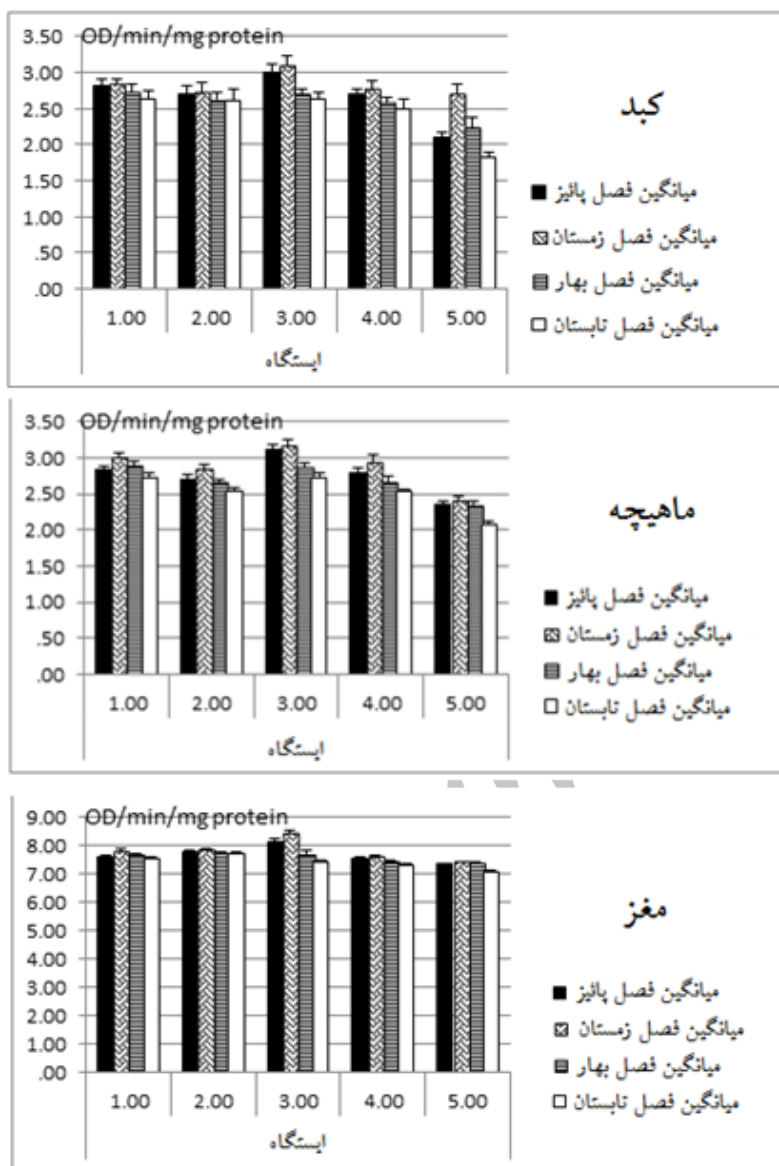 OD/min/mg protein
3.50
3.00
2.50
2.00
1.50
1.00
.50
.00
1.00 2.00 3.00 4.00 5.00
ایستگاه
کبد
میانگین فصل پائیز
میانگین فصل زمستان
میانگین فصل بهار
میانگین فصل تابستان
OD/min/mg protein
3.50
3.00
2.50
2.00
1.50
1.00
.50
.00
1.00 2.00 3.00 4.00 5.00
ایستگاه
ماهیچه
میانگین فصل پائیز
میانگین فصل زمستان
میانگین فصل بهار
میانگین فصل تابستان
OD/min/mg protein
9.00
8.00
7.00
6.00
5.00
4.00
3.00
2.00
1.00
.00
1.00 2.00 3.00 4.00 5.00
ایستگاه
مغز
میانگین فصل پائیز
میانگین فصل زمستان
میانگین فصل بهار
میانگین فصل تابستان